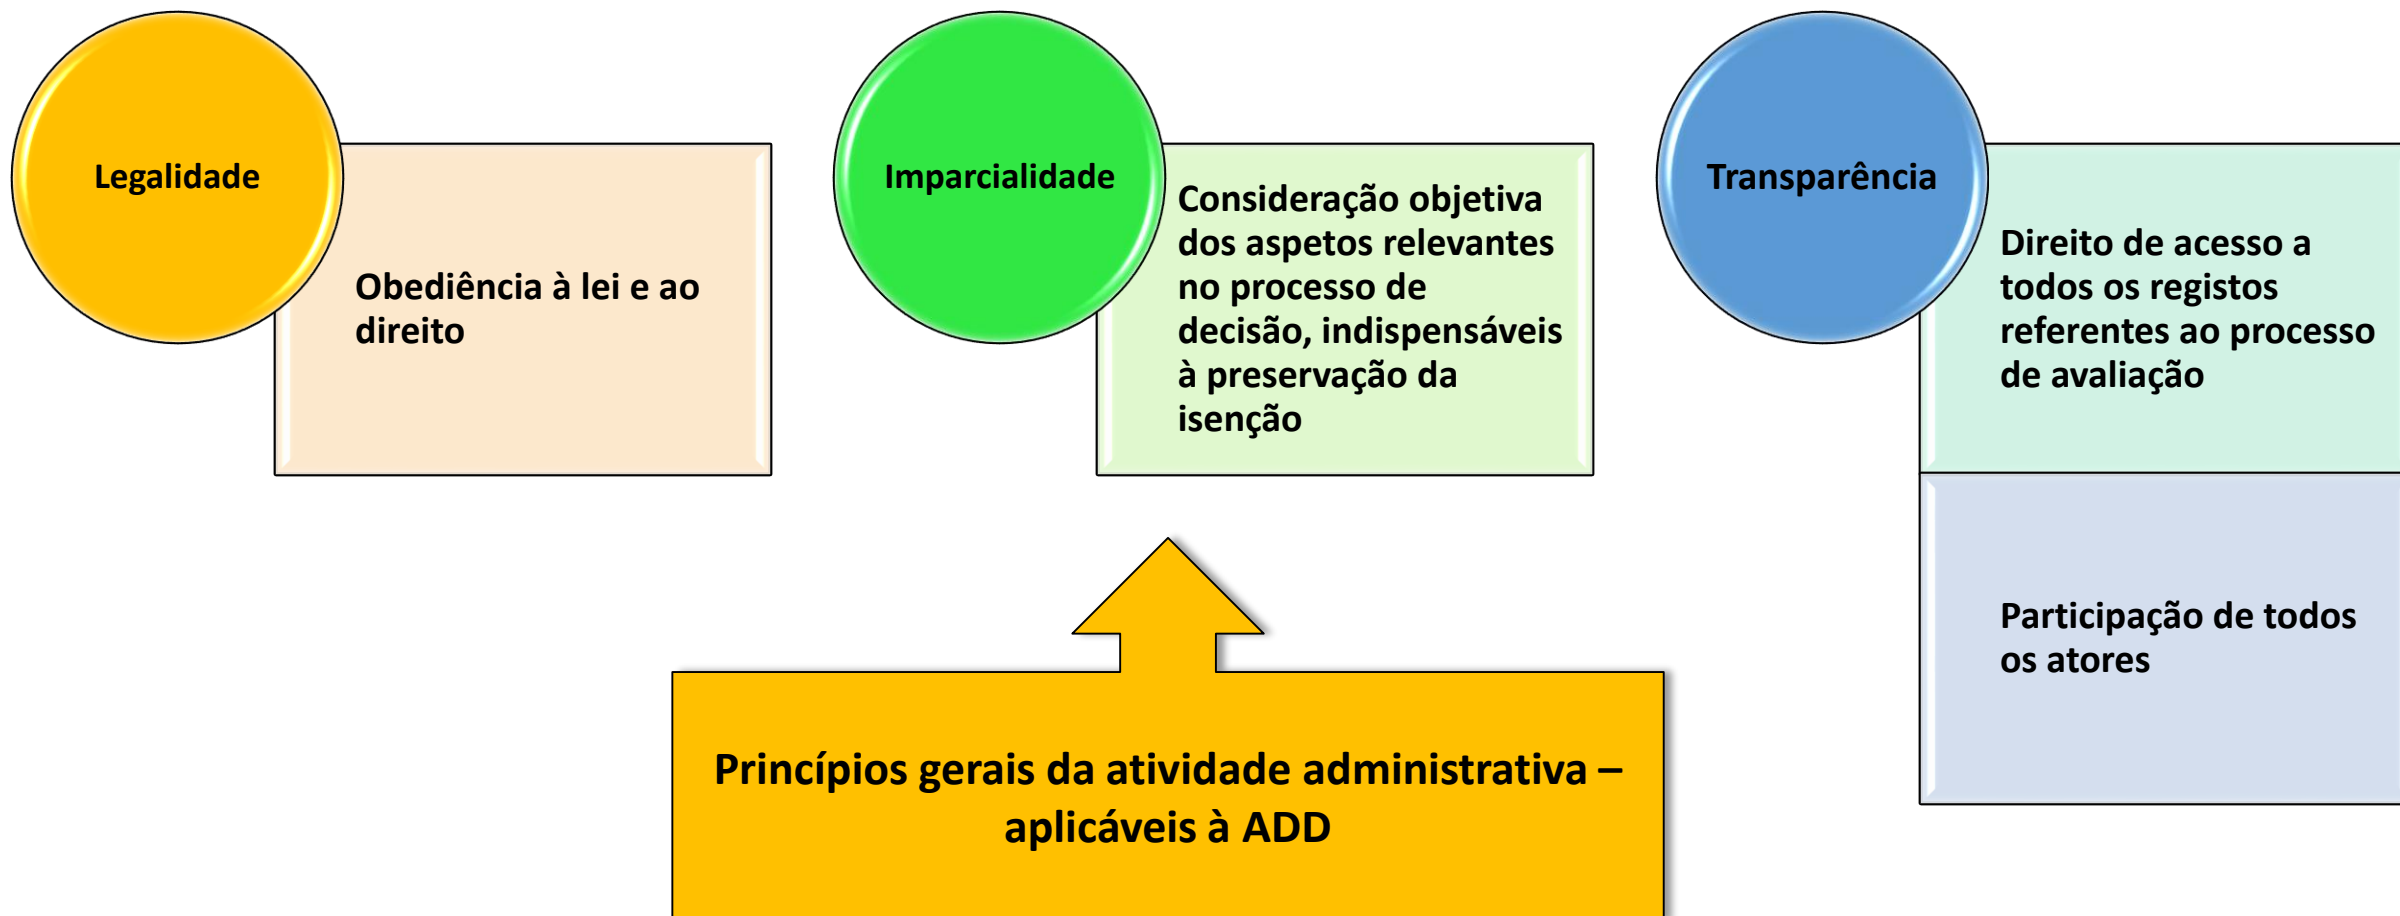 Legalidade
Obediência à lei e ao
direito
Imparcialidade
Consideração objetiva
dos aspetos relevantes
no processo de
decisão, indispensáveis
à preservação da
isenção
Transparência
Direito de acesso a
todos os registos
referentes ao processo
de avaliação
Participação de todos
os atores
Princípios gerais da atividade administrativa –
aplicáveis à ADD